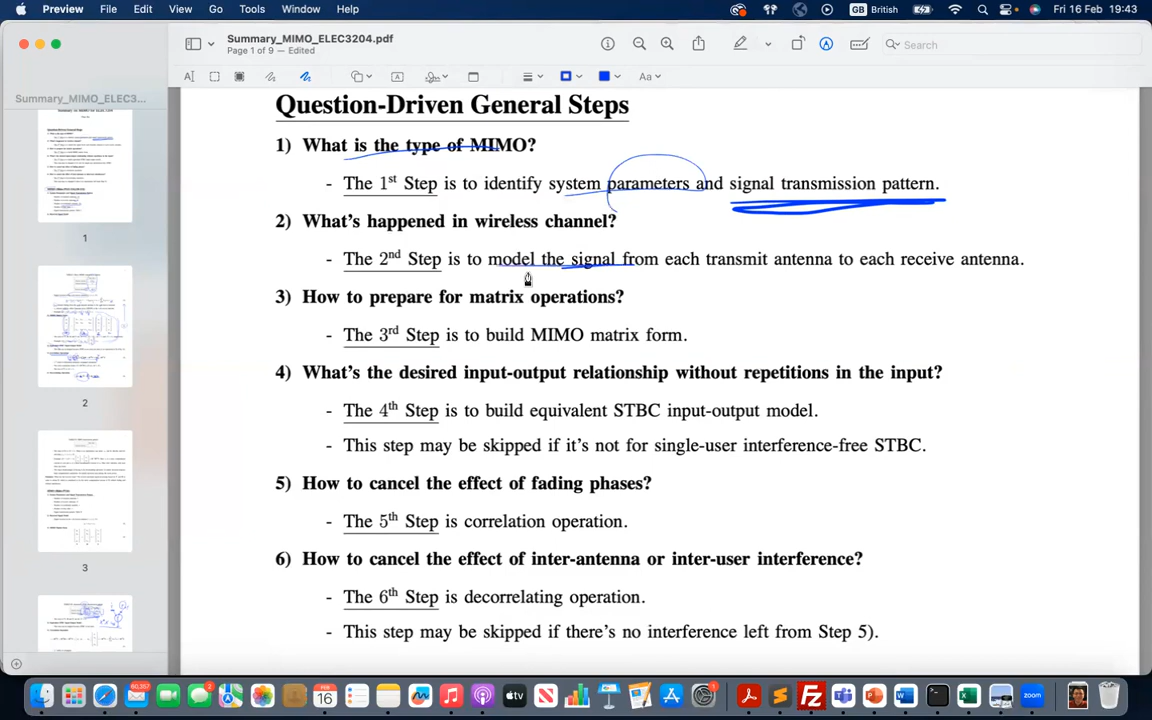 Preview File Edit View Go Tools Window Help
British Fri 16 Feb 19:43
Summary_MIMO_ELEC3204.pdf
Page 1 of 9 — Edited
Search
Aa
Summary_MIMO_ELEC3...
1
2
3
Question-Driven General Steps
1) What is the type of MIMO?
- The 1st Step is to identify system parameters and signal transmission pattern.
2) What's happened in wireless channel?
- The 2nd Step is to model the signal from each transmit antenna to each receive antenna.
3) How to prepare for matrix operations?
- The 3rd Step is to build MIMO matrix form.
4) What's the desired input-output relationship without repetitions in the input?
- The 4th Step is to build equivalent STBC input-output model.
- This step may be skipped if it's not for single-user interference-free STBC.
5) How to cancel the effect of fading phases?
- The 5th Step is correlation operation.
6) How to cancel the effect of inter-antenna or inter-user interference?
- The 6th Step is decorrelating operation.
- This step may be skipped if there's no interference left from Step 5).
FEB
16
tv
zoom